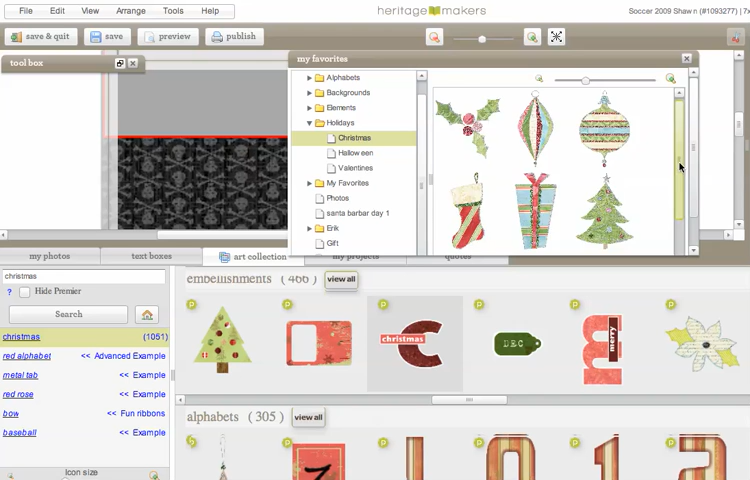 File Edit View Arrange Tools Help
heritage makers
Soccer 2009 Shawn (#1093277) | 7x
save & quit save preview publish
tool box
my favorites
Alphabets
Backgrounds
Elements
Holidays
Christmas
Halloween
Valentines
My Favorites
Photos
santa barbar day 1
Erik
Gift
my photos text boxes art collection my projects quotes
christmas
? Hide Premier
Search
christmas (1051)
red alphabet << Advanced Example
metal tab << Example
red rose << Example
bow << Fun ribbons
baseball << Example
Icon size
embellishments (466) view all
P P P P P P
christmas
DEC
merry
alphabets (305) view all